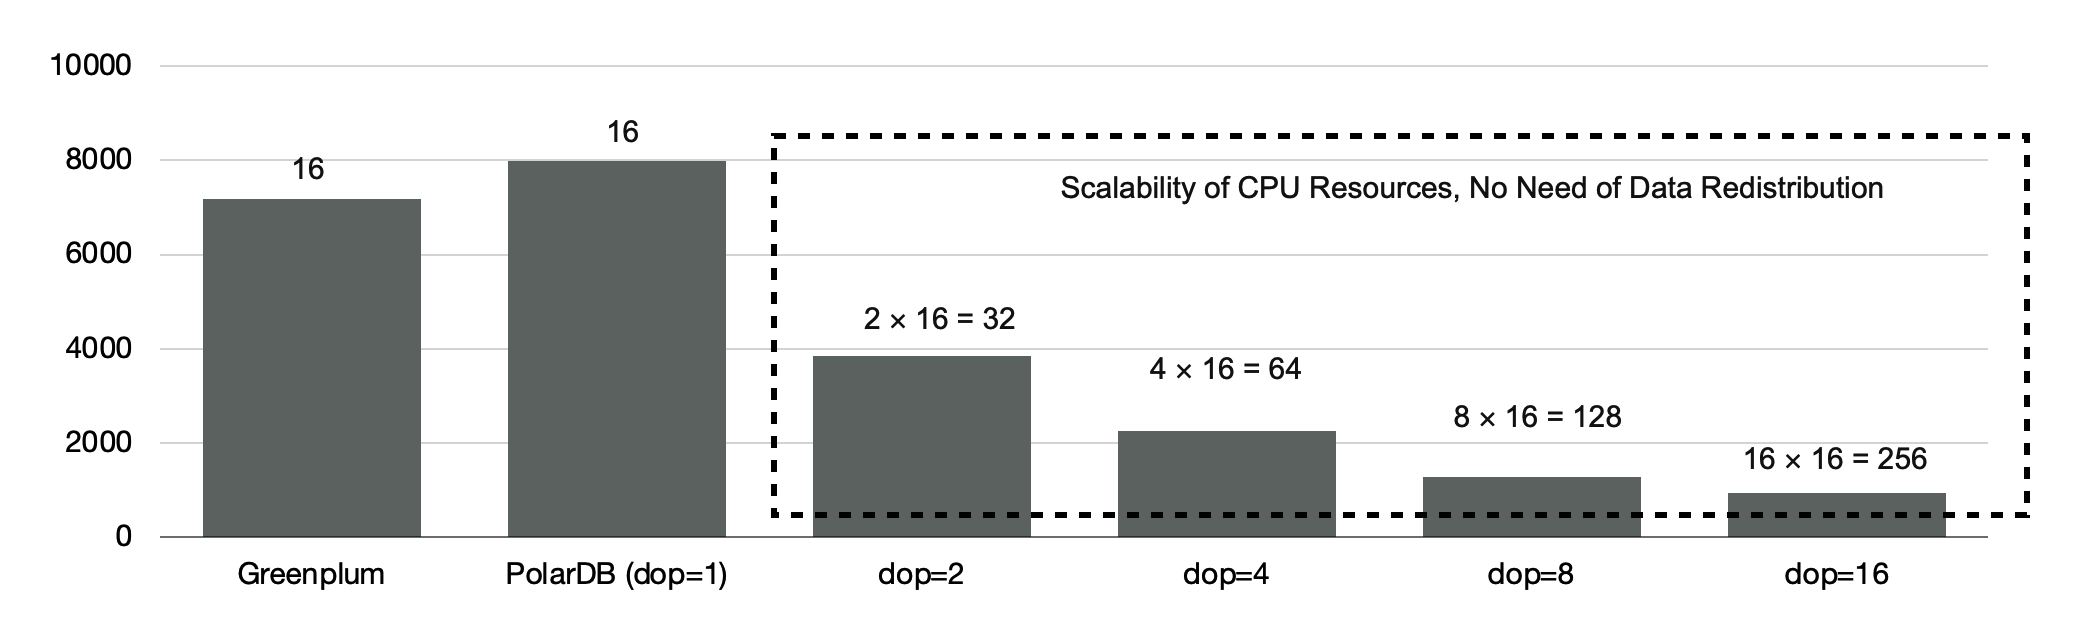 10000
8000
6000
4000
2000
0
16
16
Scalability of CPU Resources, No Need of Data Redistribution
2 × 16 = 32
4 × 16 = 64
8 × 16 = 128
16 × 16 = 256
Greenplum
PolarDB (dop=1)
dop=2
dop=4
dop=8
dop=16